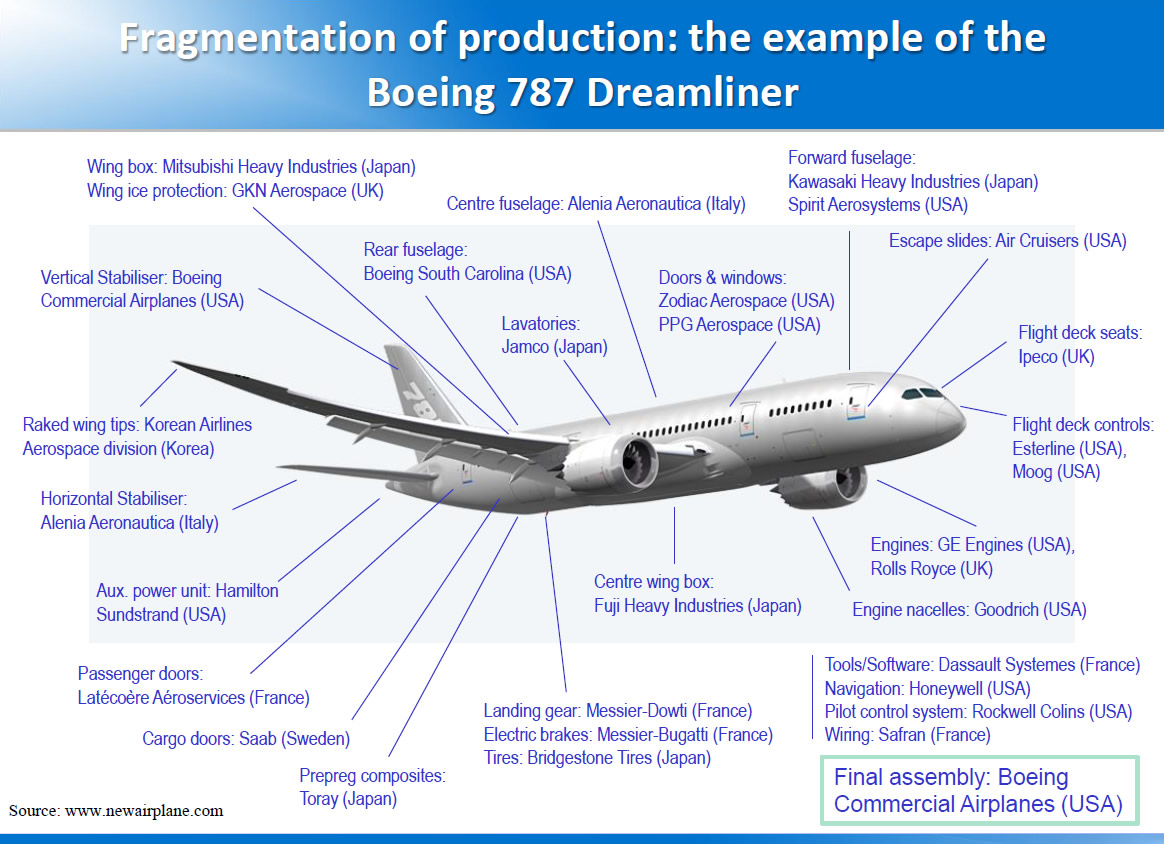 Fragmentation of production: the example of the
Boeing 787 Dreamliner
Wing box: Mitsubishi Heavy Industries (Japan)
Wing ice protection: GKN Aerospace (UK)
Centre fuselage: Alenia Aeronautica (Italy)
Forward fuselage:
Kawasaki Heavy Industries (Japan)
Spirit Aerosystems (USA)
Escape slides: Air Cruisers (USA)
Rear fuselage:
Boeing South Carolina (USA)
Vertical Stabiliser: Boeing
Commercial Airplanes (USA)
Doors & windows:
Zodiac Aerospace (USA)
PPG Aerospace (USA)
Lavatories:
Jamco (Japan)
Flight deck seats:
Ipeco (UK)
78
Raked wing tips: Korean Airlines
Aerospace division (Korea)
Flight deck controls:
Esterline (USA),
Moog (USA)
Horizontal Stabiliser:
Alenia Aeronautica (Italy)
Engines: GE Engines (USA),
Rolls Royce (UK)
Aux. power unit: Hamilton
Sundstrand (USA)
Centre wing box:
Fuji Heavy Industries (Japan)
Engine nacelles: Goodrich (USA)
Passenger doors:
Latécoère Aéroservices (France)
Cargo doors: Saab (Sweden)
Prepreg composites:
Toray (Japan)
Landing gear: Messier-Dowti (France)
Electric brakes: Messier-Bugatti (France)
Tires: Bridgestone Tires (Japan)
Tools/Software: Dassault Systemes (France)
Navigation: Honeywell (USA)
Pilot control system: Rockwell Colins (USA)
Wiring: Safran (France)
Final assembly: Boeing
Commercial Airplanes (USA)
Source: www.newairplane.com